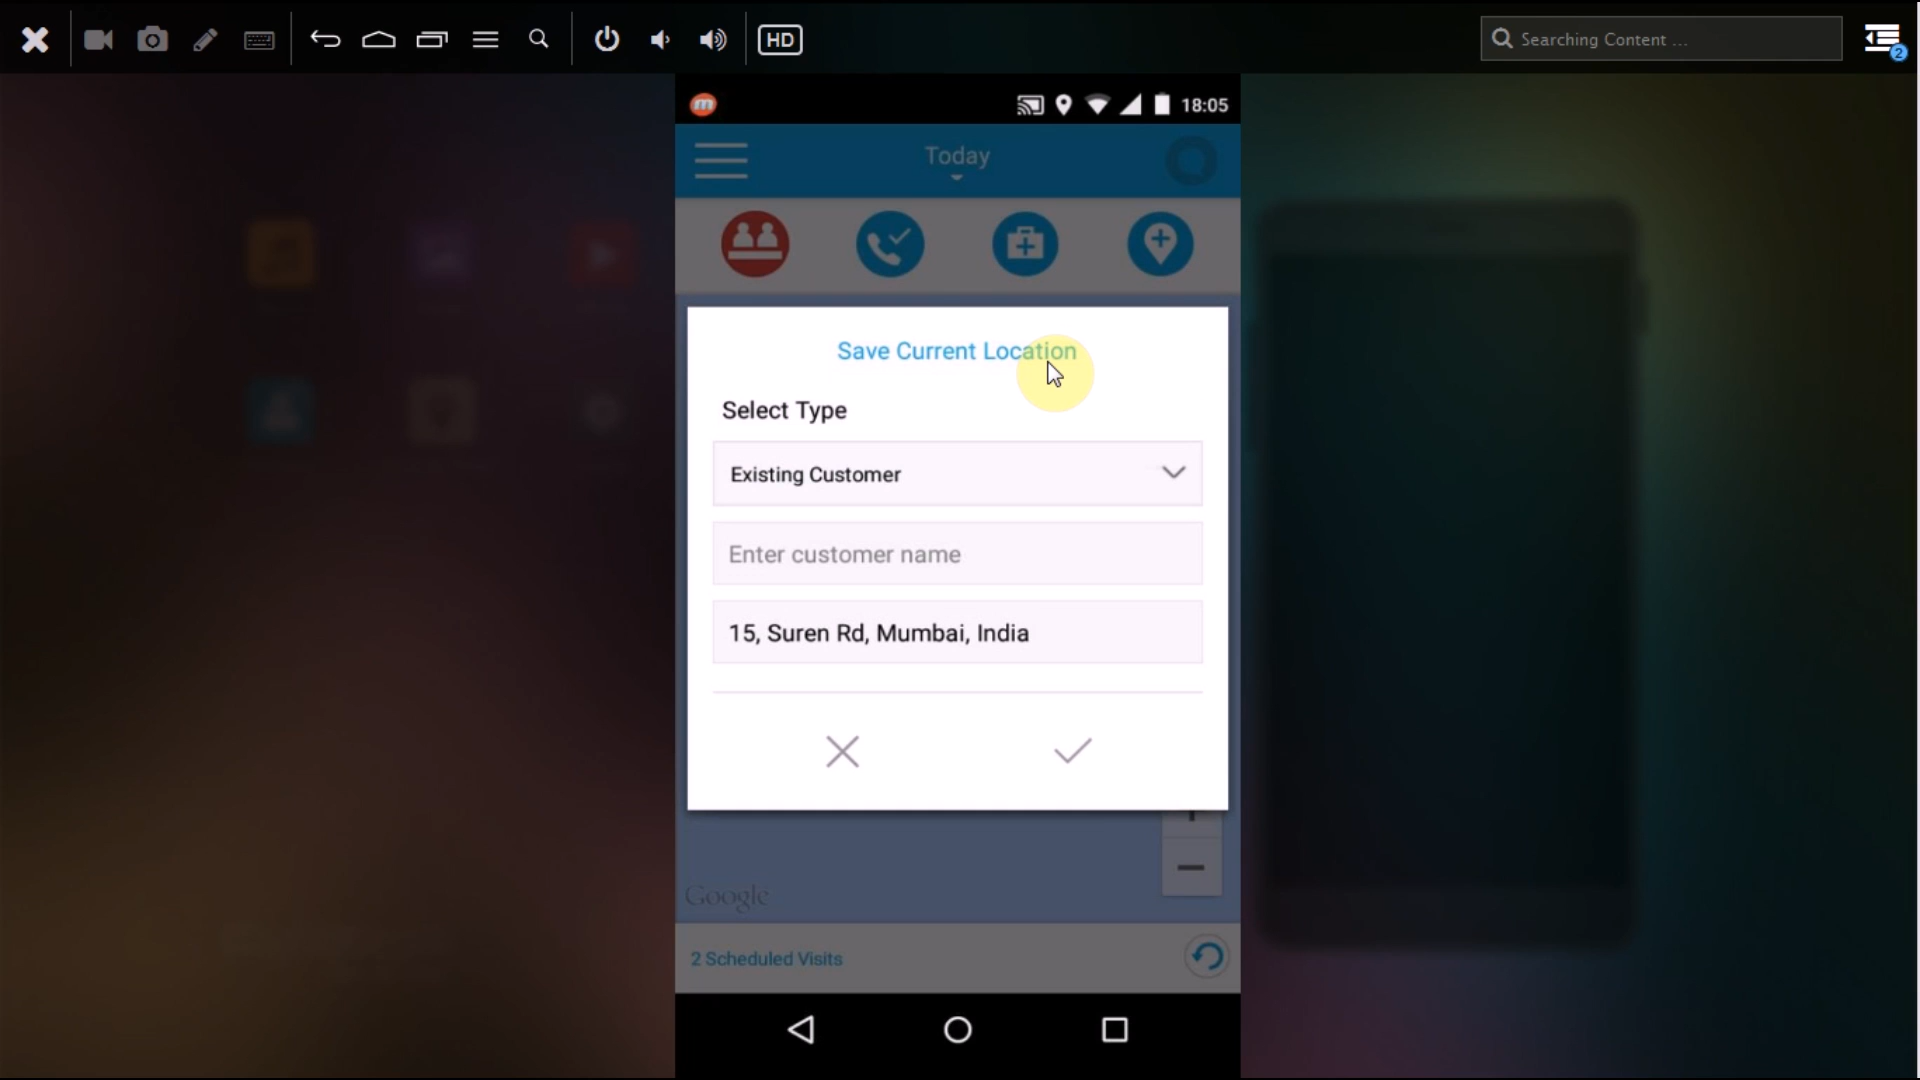 HD
Searching Content ...
2
m
18:05
Today
Save Current Location
Select Type
Existing Customer
Enter customer name
15, Suren Rd, Mumbai, India
Google
2 Scheduled Visits